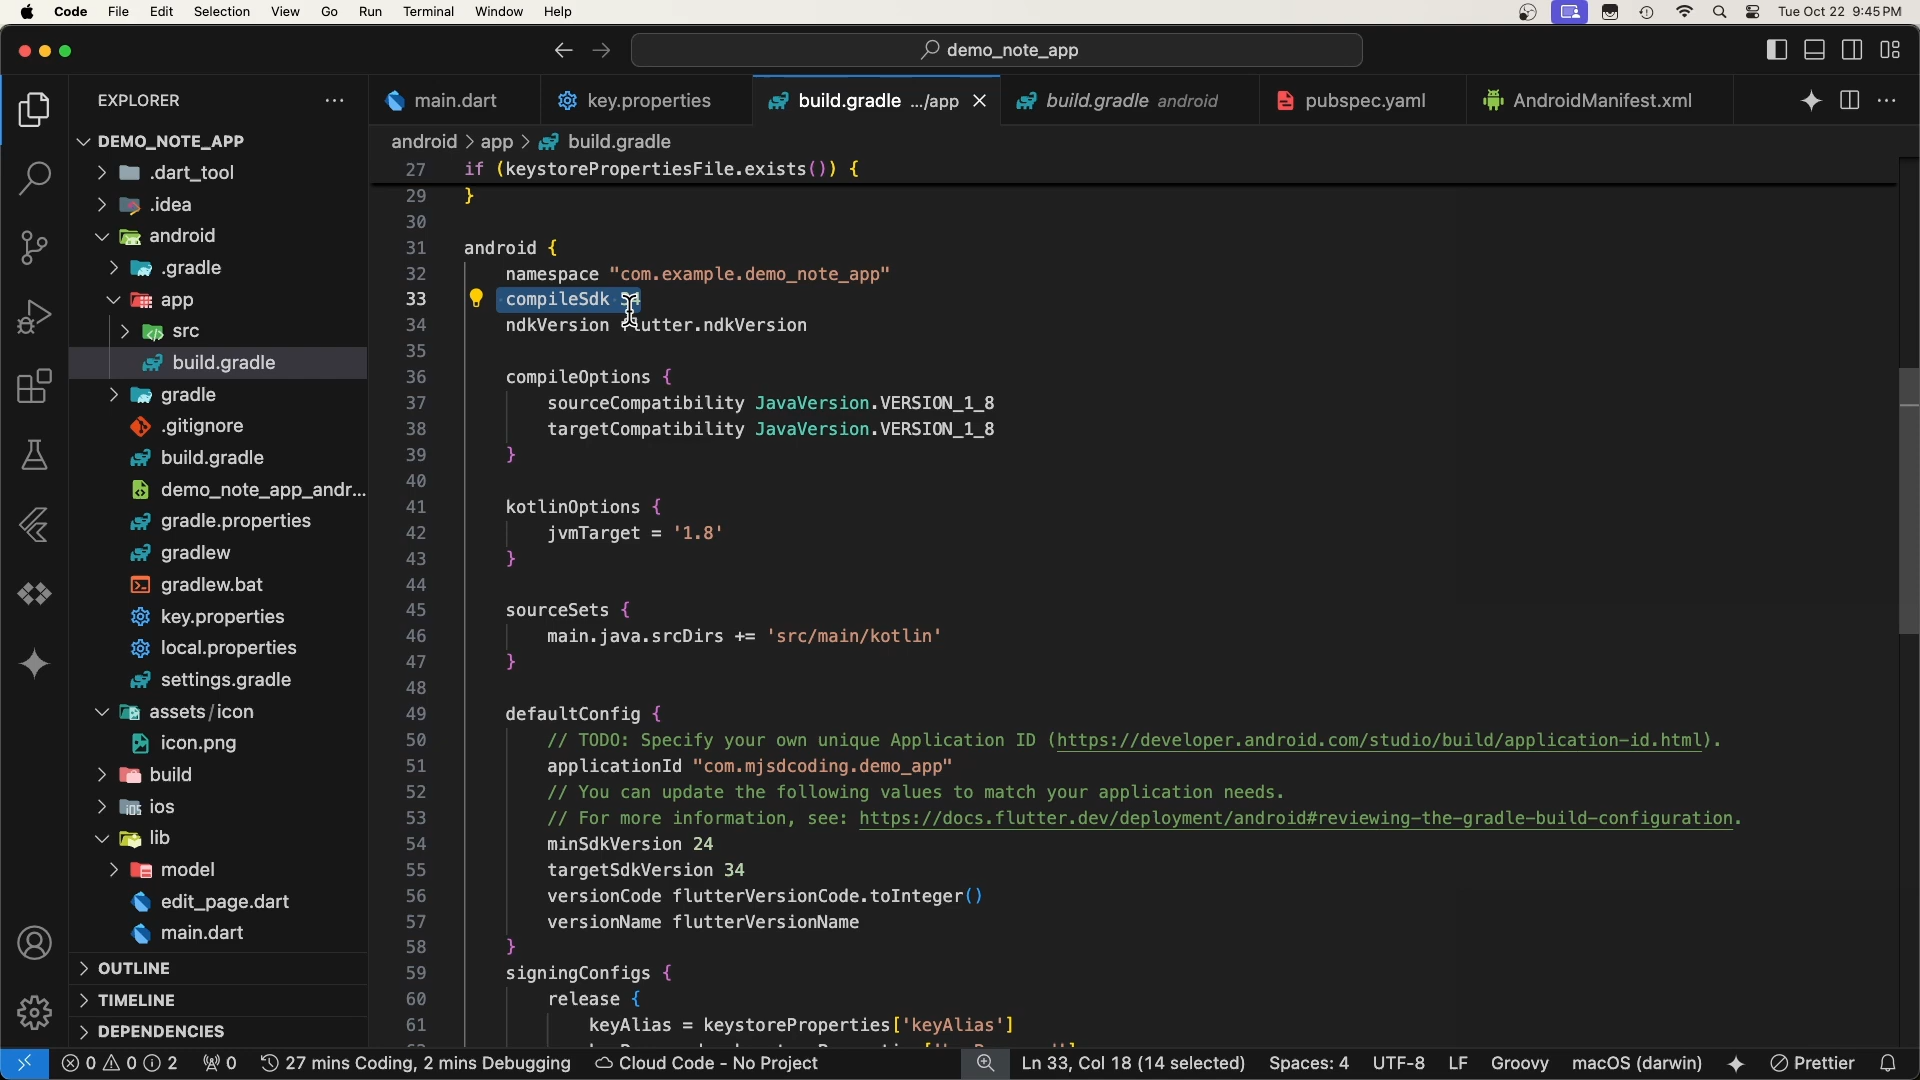 Code File Edit Selection View Go Run Terminal Window Help Tue Oct 22 9:45 PM
demo_note_app
EXPLORER
main.dart key.properties build.gradle .../app build.gradle android pubspec.yaml AndroidManifest.xml
android > app > build.gradle
DEMO_NOTE_APP
.dart_tool
.idea
android
.gradle
app
src
build.gradle
gradle
.gitignore
build.gradle
demo_note_app_andr...
gradle.properties
gradlew
gradlew.bat
key.properties
local.properties
settings.gradle
assets/icon
icon.png
build
ios
lib
model
edit_page.dart
main.dart
OUTLINE
TIMELINE
DEPENDENCIES
27 if (keystorePropertiesFile.exists()) {
29 }
30
31 android {
32 namespace "com.example.demo_note_app"
33 compileSdk 34
34 ndkVersion flutter.ndkVersion
35
36 compileOptions {
37 sourceCompatibility JavaVersion.VERSION_1_8
38 targetCompatibility JavaVersion.VERSION_1_8
39 }
40
41 kotlinOptions {
42 jvmTarget = '1.8'
43 }
44
45 sourceSets {
46 main.java.srcDirs += 'src/main/kotlin'
47 }
48
49 defaultConfig {
50 // TODO: Specify your own unique Application ID (https://developer.android.com/studio/build/application-id.html).
51 applicationId "com.mjsdcoding.demo_app"
52 // You can update the following values to match your application needs.
53 // For more information, see: https://docs.flutter.dev/deployment/android#reviewing-the-gradle-build-configuration.
54 minSdkVersion 24
55 targetSdkVersion 34
56 versionCode flutterVersionCode.toInteger()
57 versionName flutterVersionName
58 }
59 signingConfigs {
60 release {
61 keyAlias = keystoreProperties['keyAlias']
0 0 2 0 27 mins Coding, 2 mins Debugging Cloud Code - No Project Ln 33, Col 18 (14 selected) Spaces: 4 UTF-8 LF Groovy macOS (darwin) Prettier